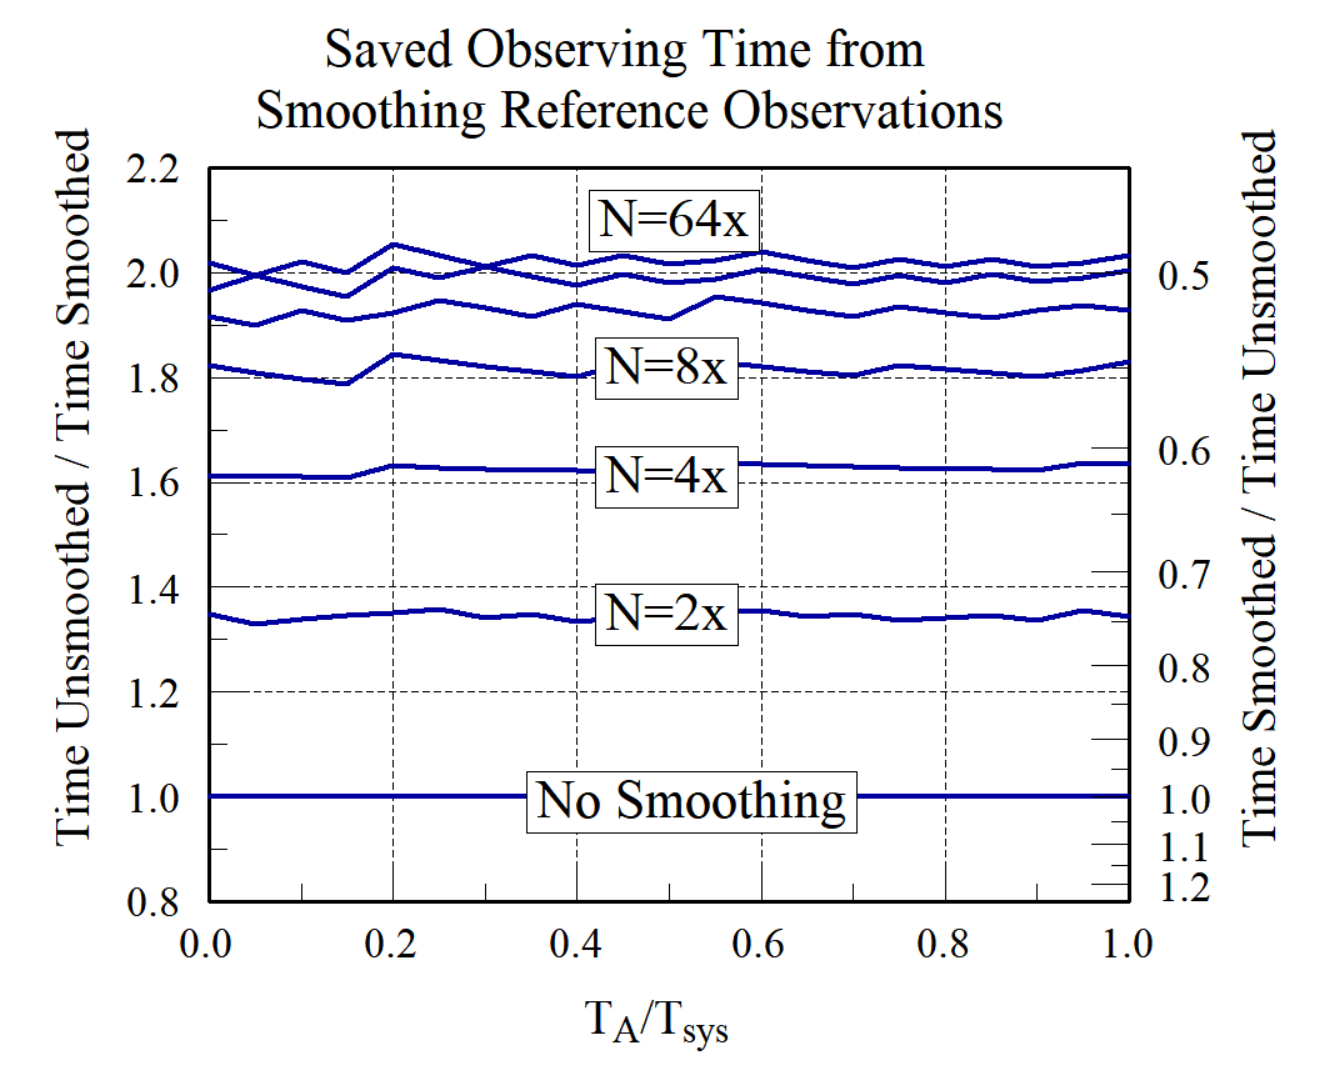 Saved Observing Time from
Smoothing Reference Observations
Time Unsmoothed / Time Smoothed
2.2
2.0
1.8
1.6
1.4
1.2
1.0
0.8
N=64x
N=8x
N=4x
N=2x
No Smoothing
0.5
0.6
0.7
0.8
0.9
1.0
1.1
1.2
Time Smoothed / Time Unsmoothed
0.0 0.2 0.4 0.6 0.8 1.0
TA/Tsys